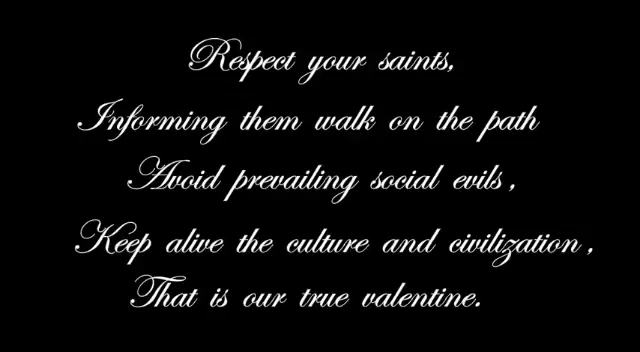 Respect your saints,
Informing them walk on the path
Avoid prevailing social evils,
Keep alive the culture and civilization,
That is our true valentine.